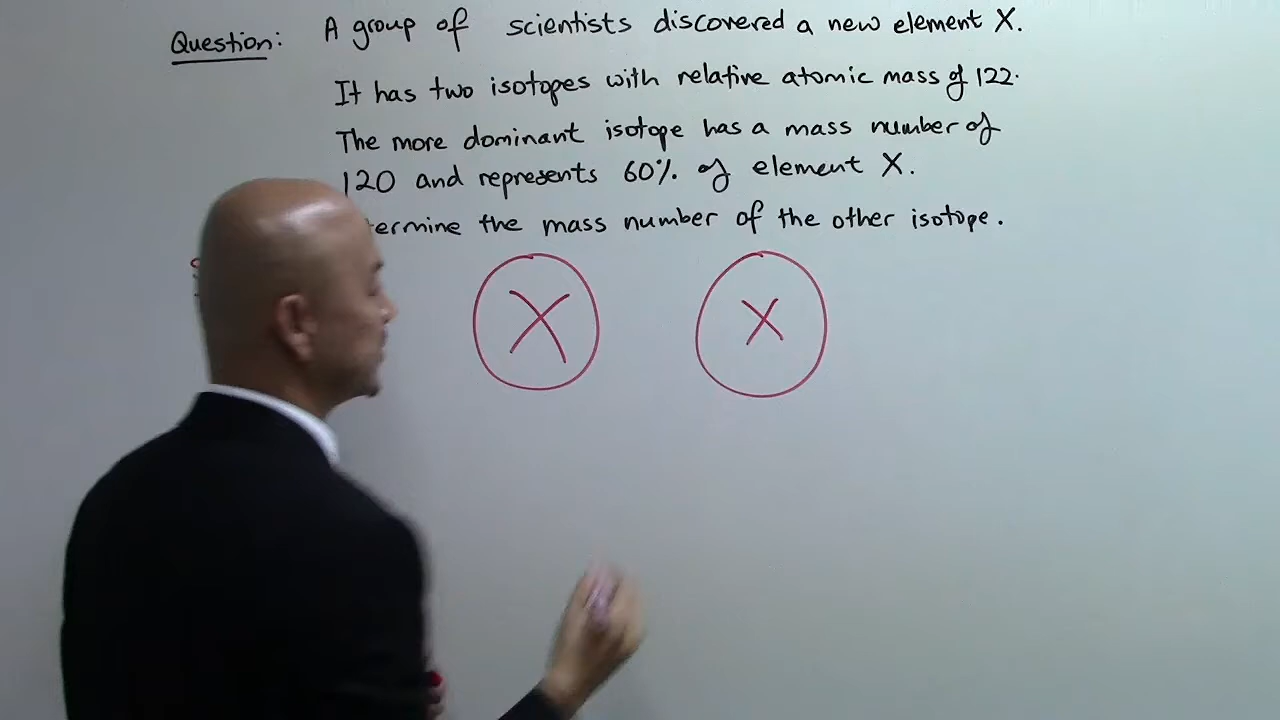 Question: A group of scientists discovered a new element X.
It has two isotopes with relative atomic mass of 122.
The more dominant isotope has a mass number of
120 and represents 60% of element X.
termine the mass number of the other isotope.
X X